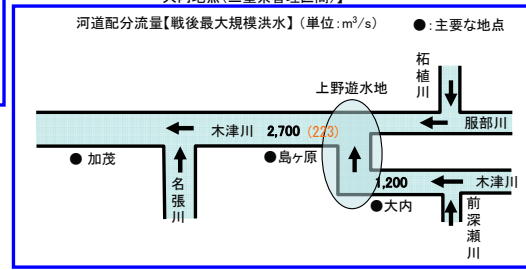 河道配分流量【戦後最大規模洪水】 (単位:m³/s)
●:主要な地点
上野遊水地
柘植川
服部川
木津川
2,700 (223)
● 加茂
名張川
●島ヶ原
1,200
木津川
●大内
前深瀬川